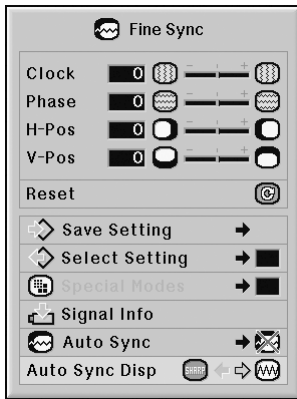 Fine Sync
Clock 0 - +
Phase 0 - +
H-Pos 0 - +
V-Pos 0 - +
Reset
Save Setting
Select Setting
Special Modes
Signal Info
Auto Sync
Auto Sync Disp SHARP